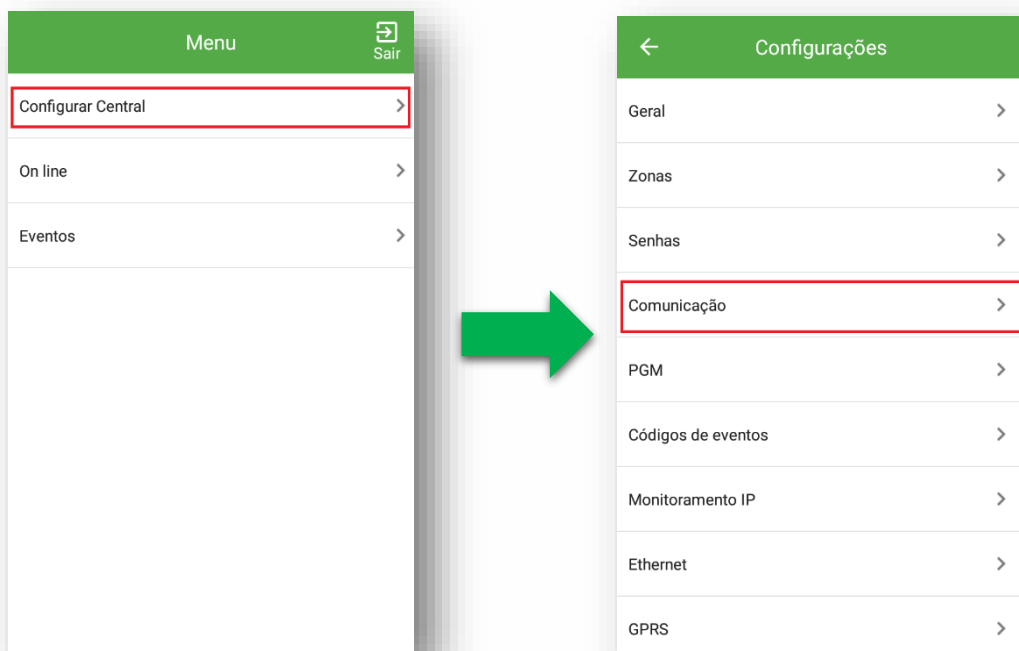 Menu
Sair
Configurar Central
On line
Eventos
Configurações
Geral
Zonas
Senhas
Comunicação
PGM
Códigos de eventos
Monitoramento IP
Ethernet
GPRS